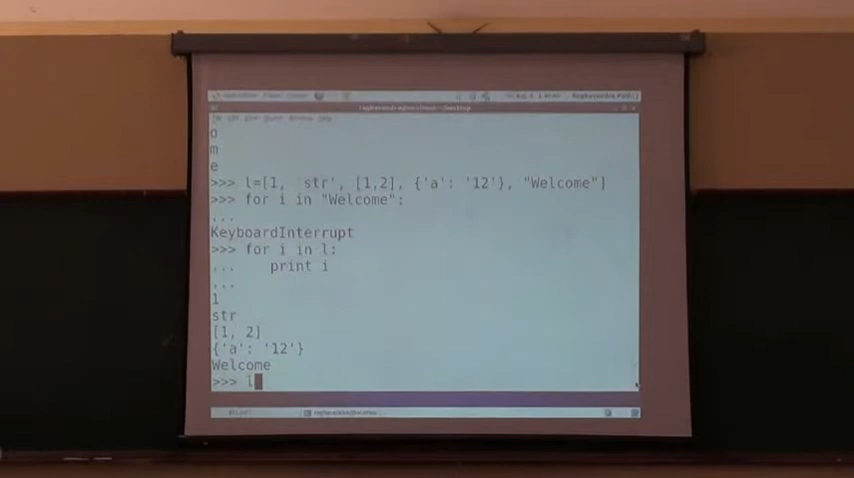 o
m
e
>>> l=[1, 'str', [1,2], {'a': '12'}, "Welcome"]
>>> for i in "Welcome":
...
KeyboardInterrupt
>>> for i in l:
...    print i
...
1
str
[1, 2]
{'a': '12'}
Welcome
>>> l